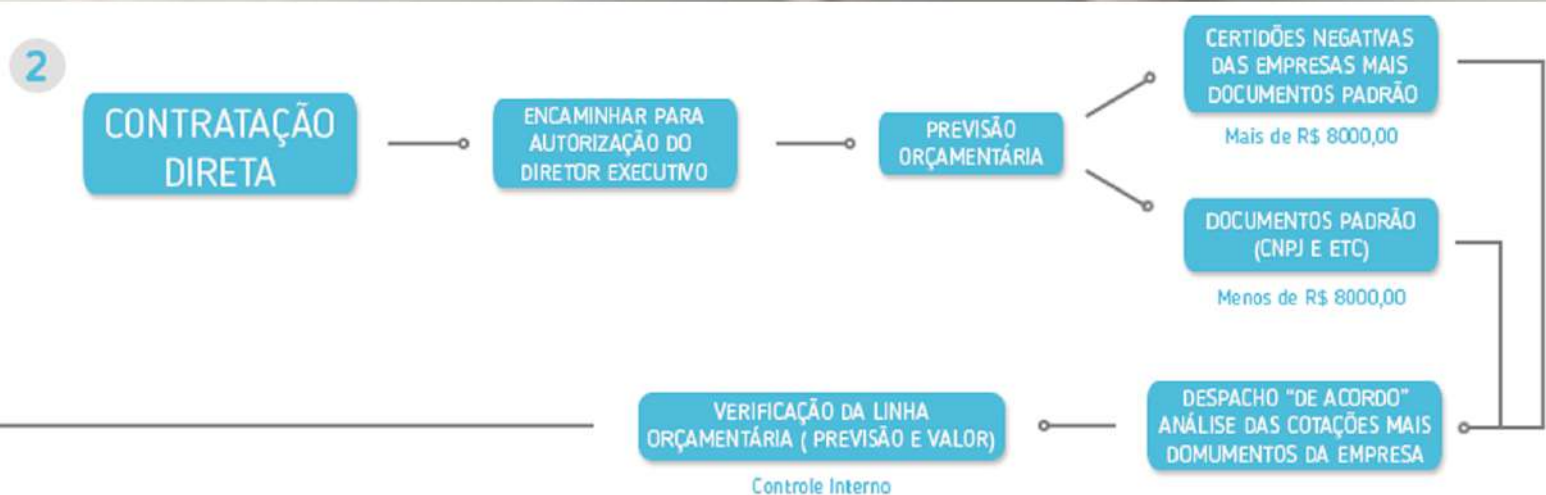 2
CONTRATAÇÃO
DIRETA
ENCAMINHAR PARA
AUTORIZAÇÃO DO
DIRETOR EXECUTIVO
PREVISÃO
ORÇAMENTÁRIA
CERTIDÕES NEGATIVAS
DAS EMPRESAS MAIS
DOCUMENTOS PADRÃO
Mais de R$ 8000,00
DOCUMENTOS PADRÃO
(CNPJ E ETC)
Menos de R$ 8000,00
DESPACHO "DE ACORDO"
ANÁLISE DAS COTAÇÕES MAIS
DOMUMENTOS DA EMPRESA
VERIFICAÇÃO DA LINHA
ORÇAMENTÁRIA ( PREVISÃO E VALOR)
Controle Interno